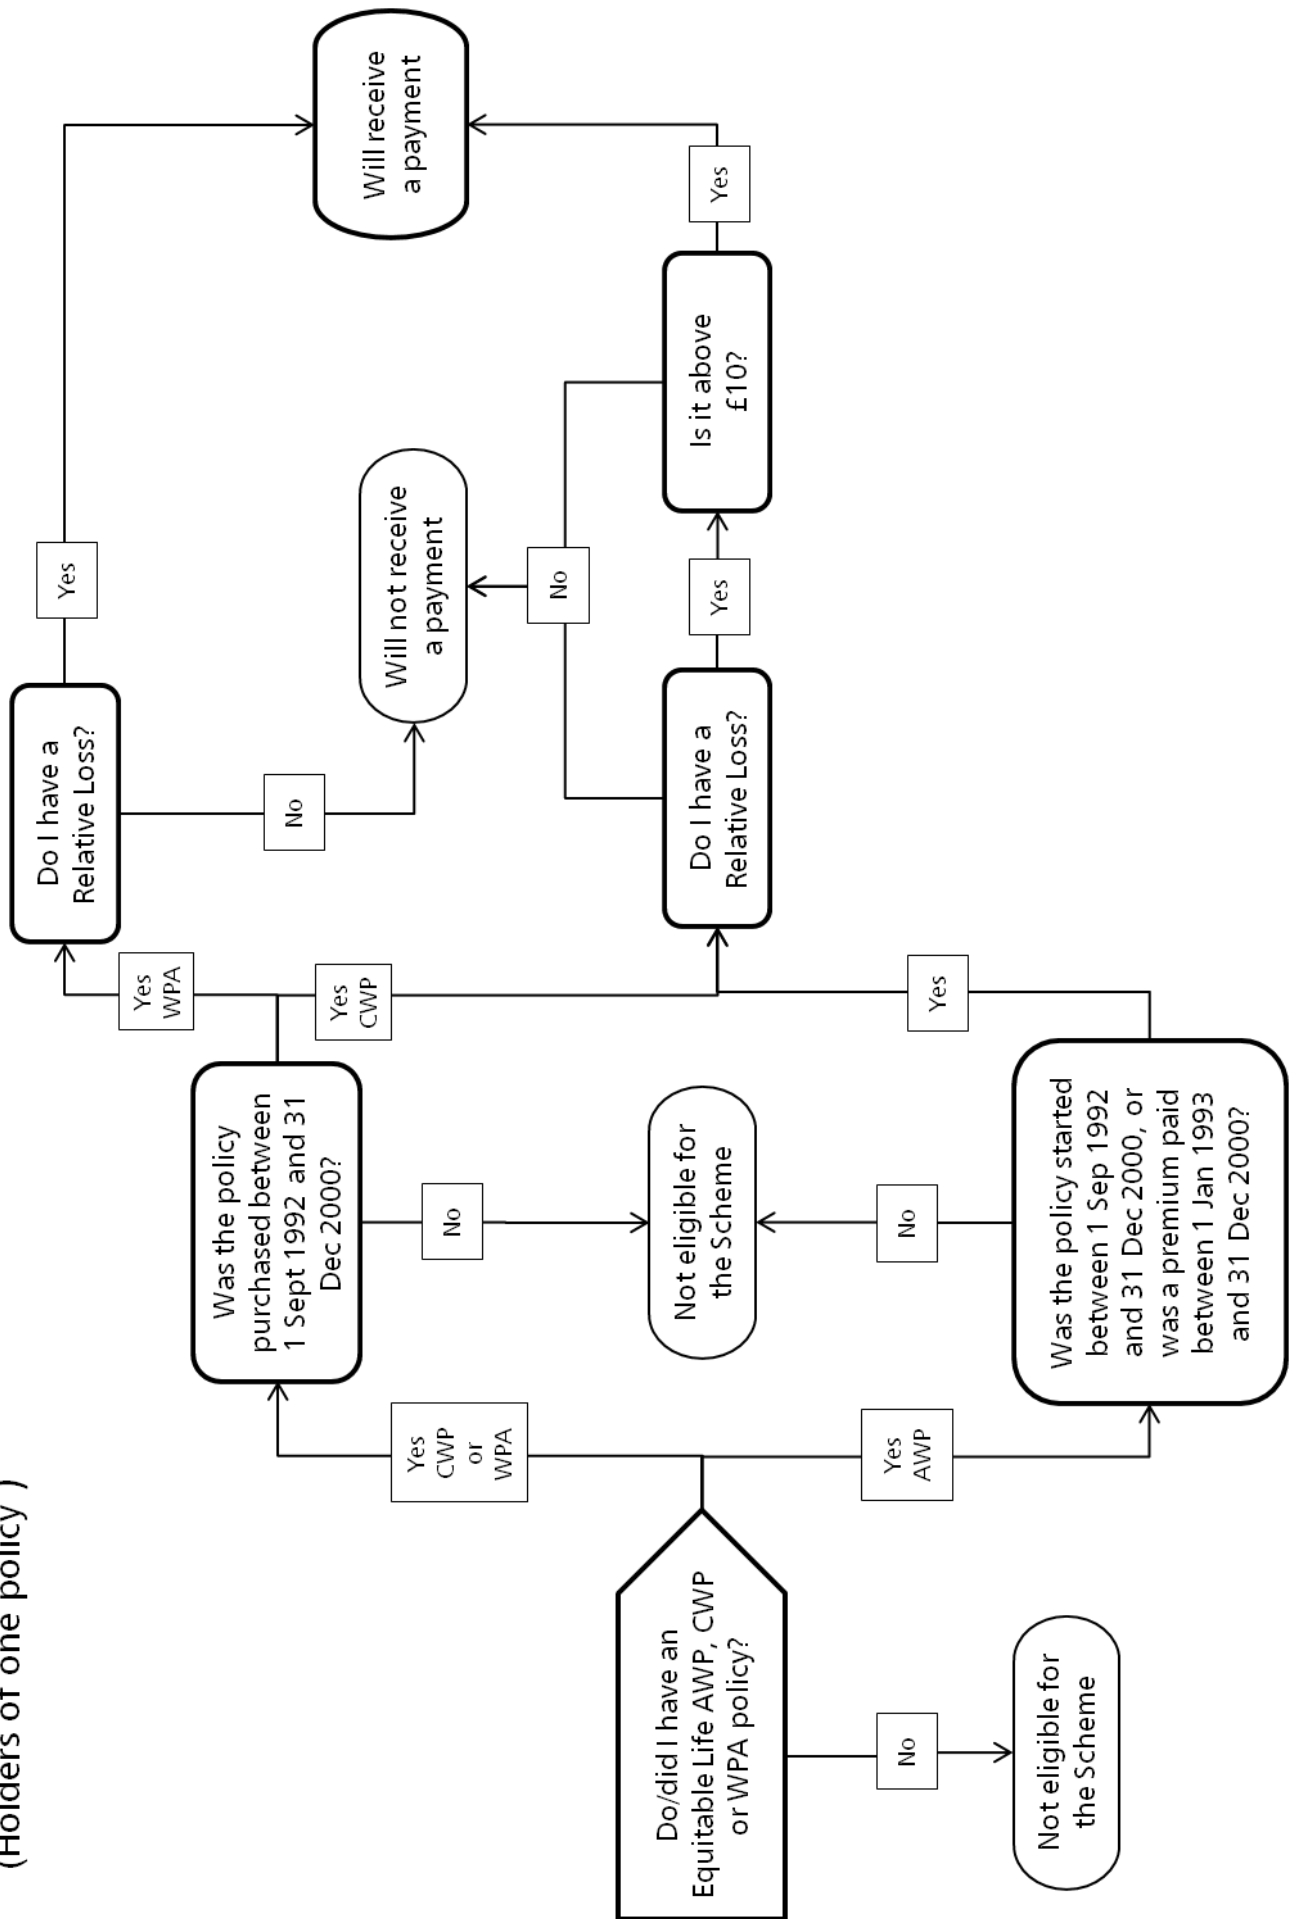 (Holders of one policy )
Do/did I have an
Equitable Life AWP, CWP
or WPA policy?
No
Not eligible for
the Scheme
Yes
CWP
or
WPA
Yes
AWP
Was the policy
purchased between
1 Sept 1992 and 31
Dec 2000?
No
Not eligible for
the Scheme
No
Was the policy started
between 1 Sep 1992
and 31 Dec 2000, or
was a premium paid
between 1 Jan 1993
and 31 Dec 2000?
Yes
WPA
Yes
CWP
Yes
Do I have a
Relative Loss?
No
Do I have a
Relative Loss?
Yes
Will not receive
a payment
No
Yes
Is it above
£10?
Yes
Will receive
a payment